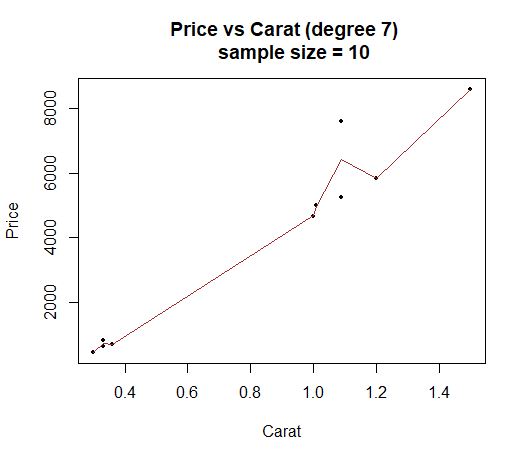 Price vs Carat (degree 7)
sample size = 10
8000
6000
4000
2000
Price
0.4 0.6 0.8 1.0 1.2 1.4
Carat